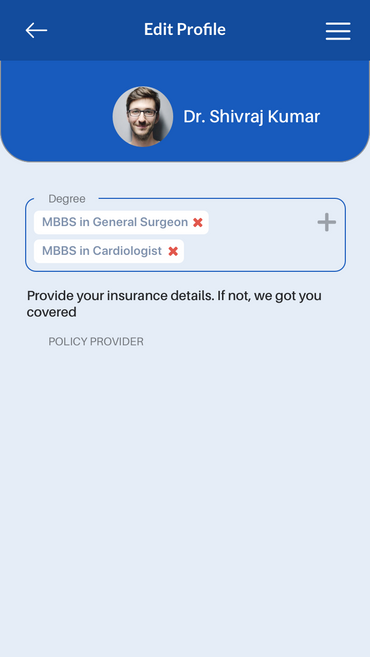 Edit Profile
Dr. Shivraj Kumar
Degree
MBBS in General Surgeon
MBBS in Cardiologist
Provide your insurance details. If not, we got you
covered
POLICY PROVIDER